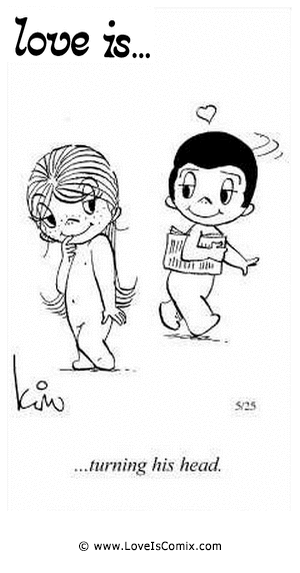 love is...
kim
5/25
...turning his head.
© www.LoveIsComix.com